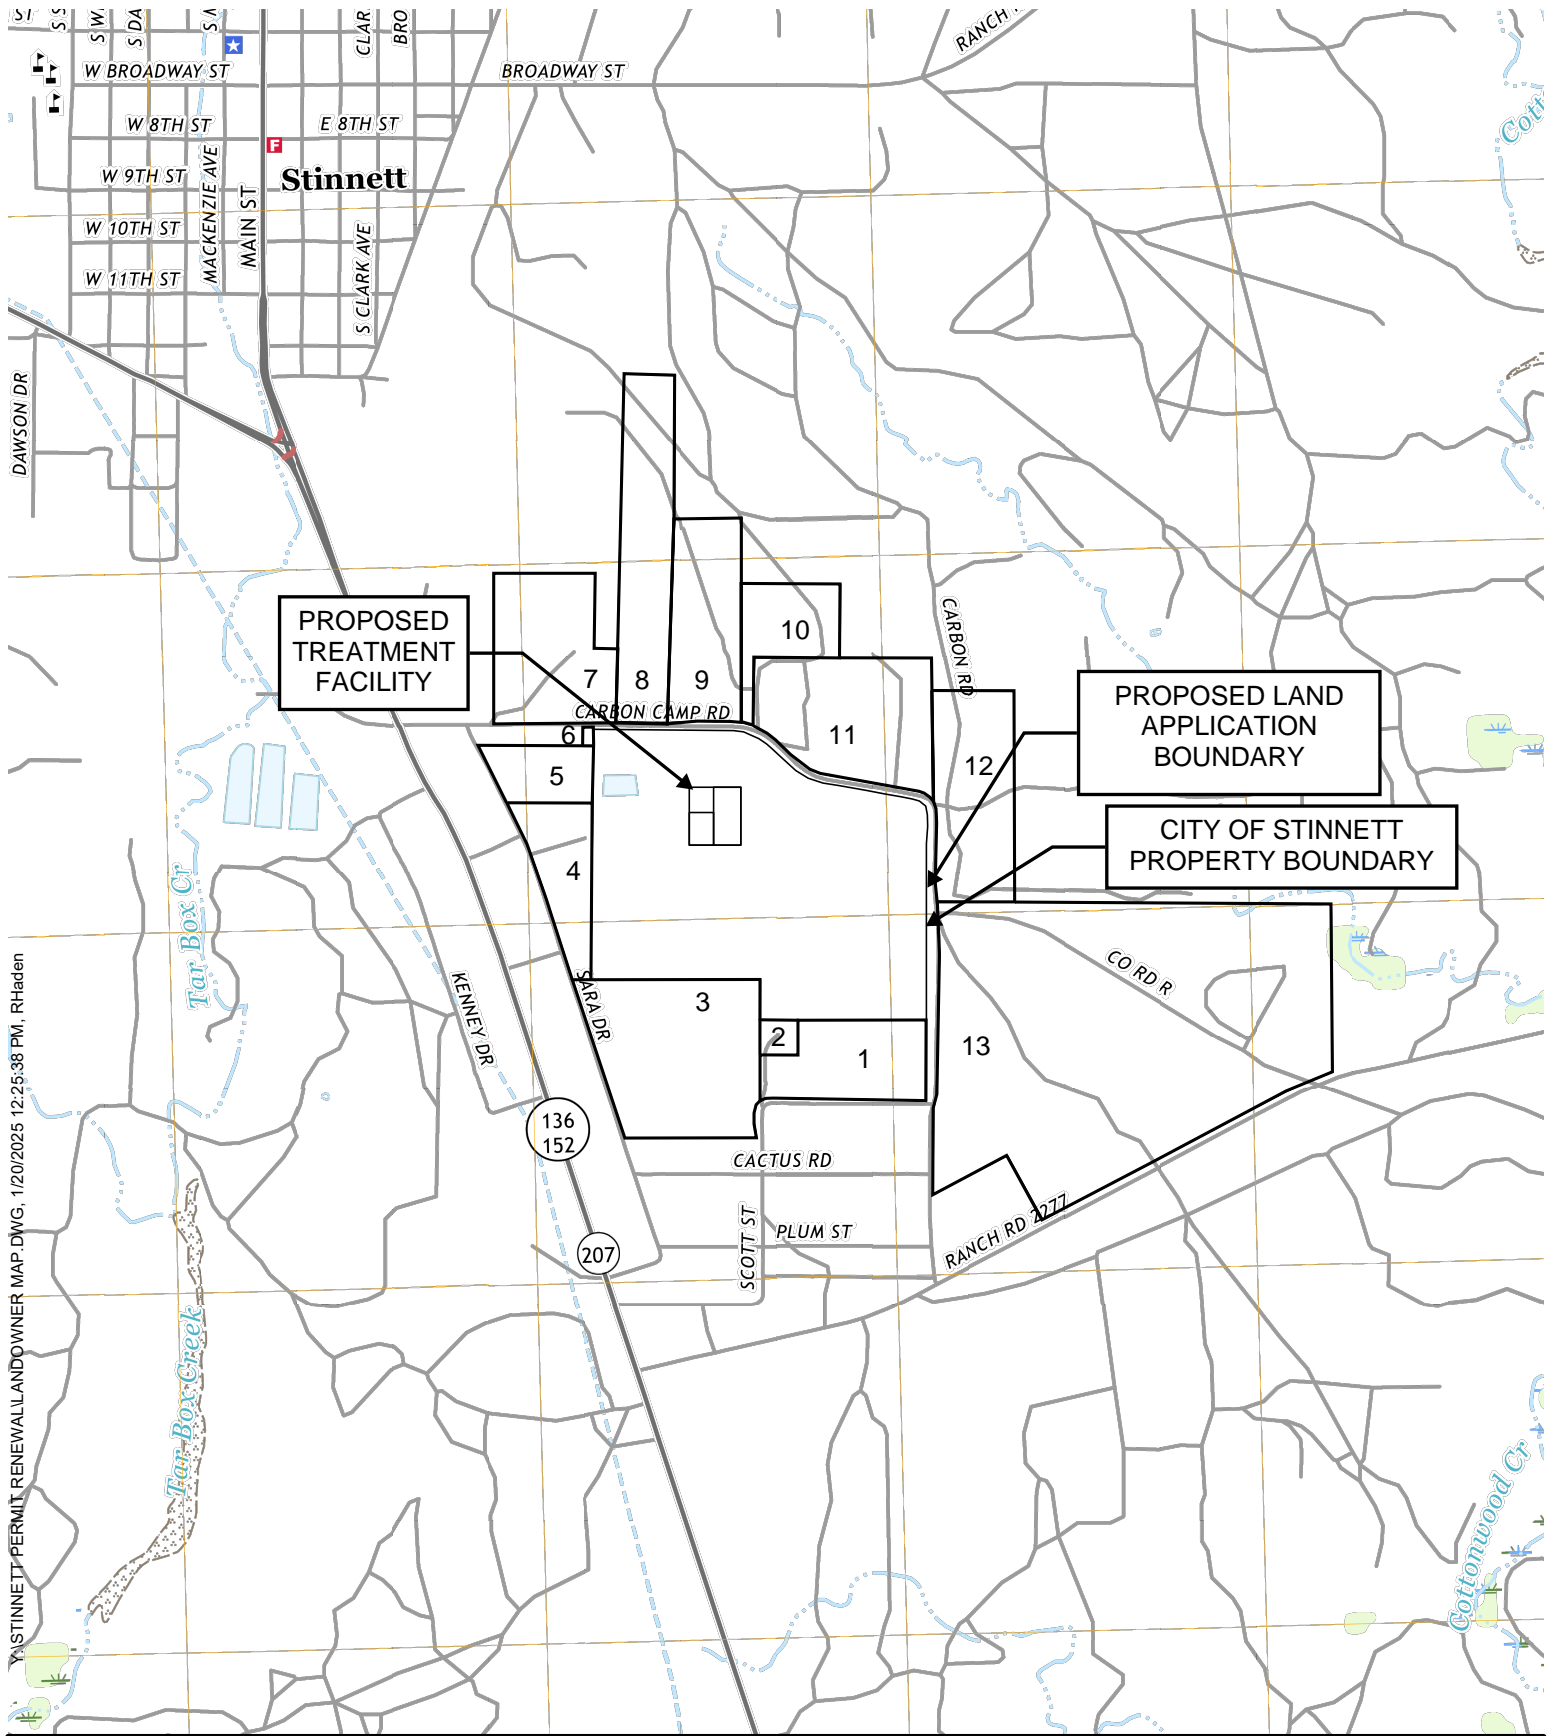 RANCH
W BROADWAY ST
BROADWAY ST
W 8TH ST
E 8TH ST
F
W 9TH ST
Stinnett
MACKENZIE AVE
MAIN ST
W 10TH ST
S CLARK AVE
W 11TH ST
DAWSON DR
PROPOSED
TREATMENT
FACILITY
CARBON RD
10
7
8
9
CARBON CAMP RD
6
11
12
5
4
PROPOSED LAND
APPLICATION
BOUNDARY
CITY OF STINNETT
PROPERTY BOUNDARY
Tar Box Cr
KENNEY DR
SARA DR
3
2
1
13
CO RD R
136
152
CACTUS RD
SCOTT ST
PLUM ST
207
RANCH RD 2277
Tar Box Creek
Cottonwood Cr
Y:\STINNETT PERMIT RENEWAL\LANDOWNER MAP.DWG, 1/20/2025 12:25:38 PM, RHaden